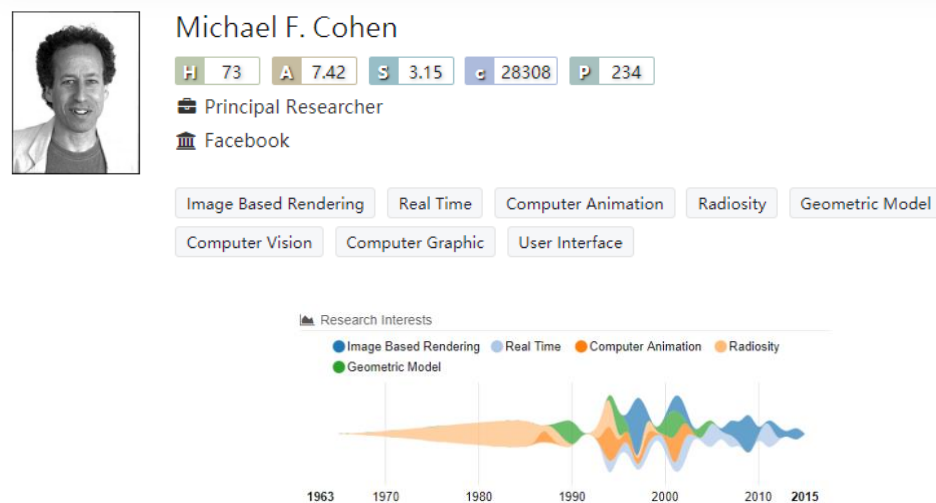 Michael F. Cohen
H 73 A 7.42 S 3.15 c 28308 P 234
Principal Researcher
Facebook
Image Based Rendering Real Time Computer Animation Radiosity Geometric Model
Computer Vision Computer Graphic User Interface
Research Interests
Image Based Rendering Real Time Computer Animation Radiosity
Geometric Model
1963 1970 1980 1990 2000 2010 2015